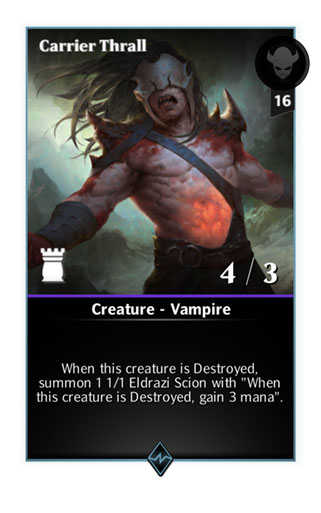 Carrier Thrall
16
4 / 3
Creature - Vampire
When this creature is Destroyed,
summon 1 1/1 Eldrazi Scion with "When
this creature is Destroyed, gain 3 mana".